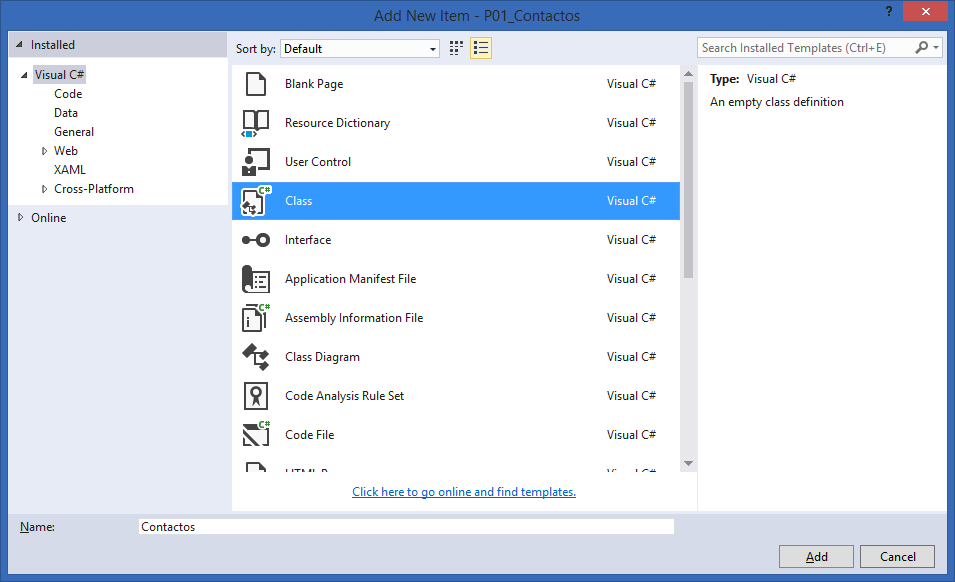 Add New Item - P01_Contactos
?
Installed
Visual C#
Code
Data
General
Web
XAML
Cross-Platform
Online
Sort by: Default
Blank Page Visual C#
Resource Dictionary Visual C#
User Control Visual C#
C# Class Visual C#
Interface Visual C#
Application Manifest File Visual C#
C# Assembly Information File Visual C#
Class Diagram Visual C#
Code Analysis Rule Set Visual C#
C# Code File Visual C#
Click here to go online and find templates.
Search Installed Templates (Ctrl+E)
Type: Visual C#
An empty class definition
Name: Contactos
Add Cancel